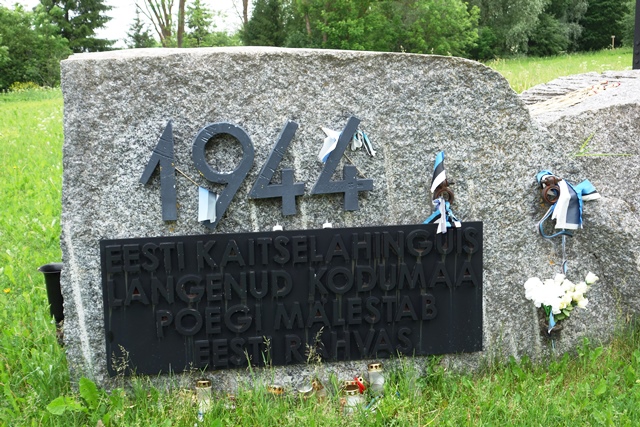 1944
EESTI KAITSELAHINGUIS
LANGENUD KODUMAA
POEGI MÄLESTAB
EESTI RAHVAS